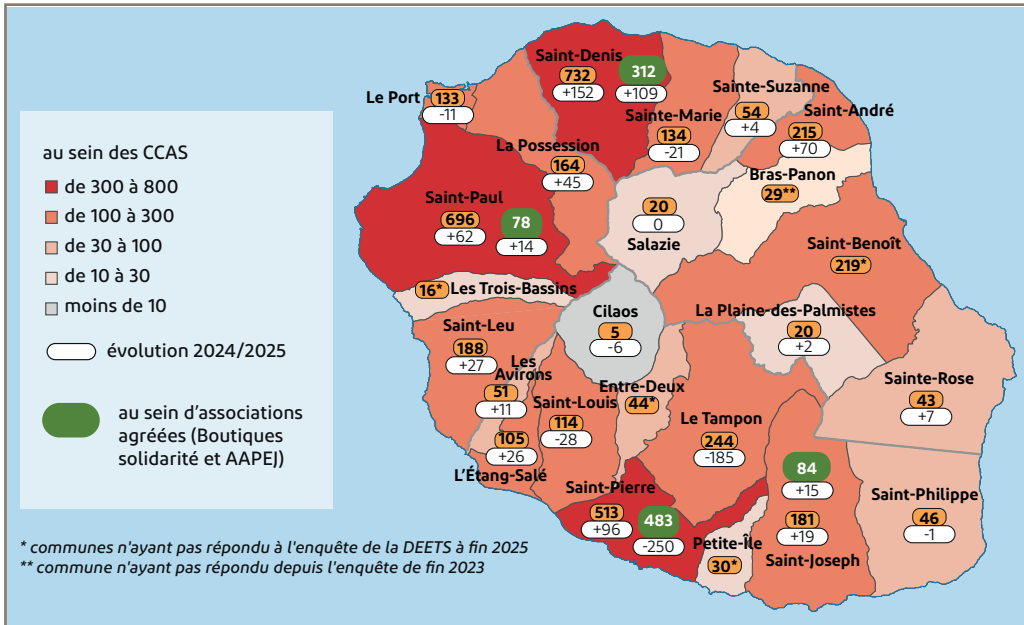 au sein des CCAS
de 300 à 800
de 100 à 300
de 30 à 100
de 10 à 30
moins de 10
évolution 2024/2025
au sein d'associations
agréées (Boutiques
solidarité et AAPEJ)
* communes n'ayant pas répondu à l'enquête de la DEETS à fin 2025
** commune n'ayant pas répondu depuis l'enquête de fin 2023
Saint-Denis
732
+152
312
+109
Le Port
133
-11
Sainte-Marie
134
-21
Sainte-Suzanne
54
+4
Saint-André
215
+70
La Possession
164
+45
Bras-Panon
29**
Saint-Paul
696
+62
78
+14
20
0
Salazie
Saint-Benoît
219*
16*
Les Trois-Bassins
Cilaos
5
-6
La Plaine-des-Palmistes
20
+2
Saint-Leu
188
+27
Les
Avirons
51
+11
Saint-Louis
114
-28
Entre-Deux
44*
Le Tampon
244
-185
Sainte-Rose
43
+7
105
+26
L'Étang-Salé
Saint-Pierre
513
+96
483
-250
Petite-Île
30*
84
+15
181
+19
Saint-Joseph
Saint-Philippe
46
-1